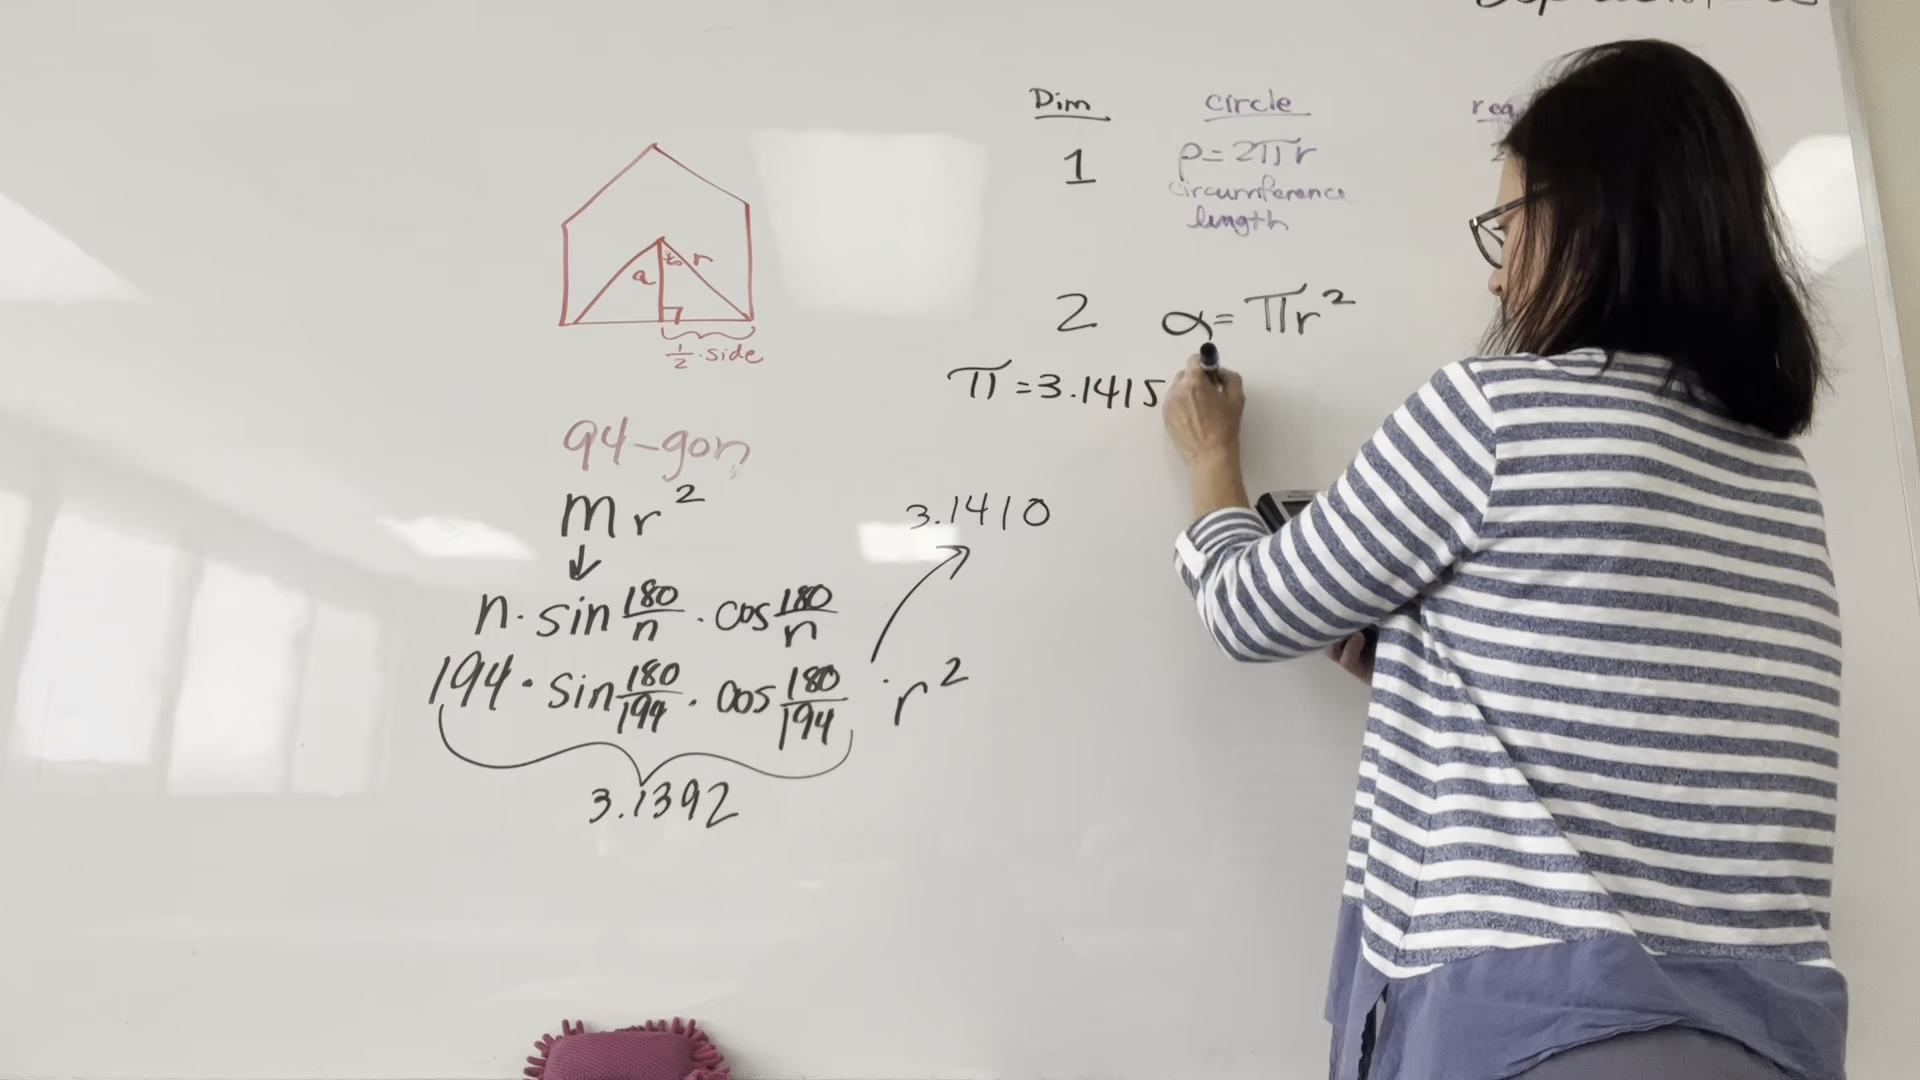 Dim circle
1 ρ = 2πr
circumference
length
a r
1/2 · side
2 α = πr²
π = 3.1415
94-gon
mr²
↓
3.1410
n · sin 180/n · cos 180/n
194 · sin 180/194 · cos 180/194 · r²
3.1392